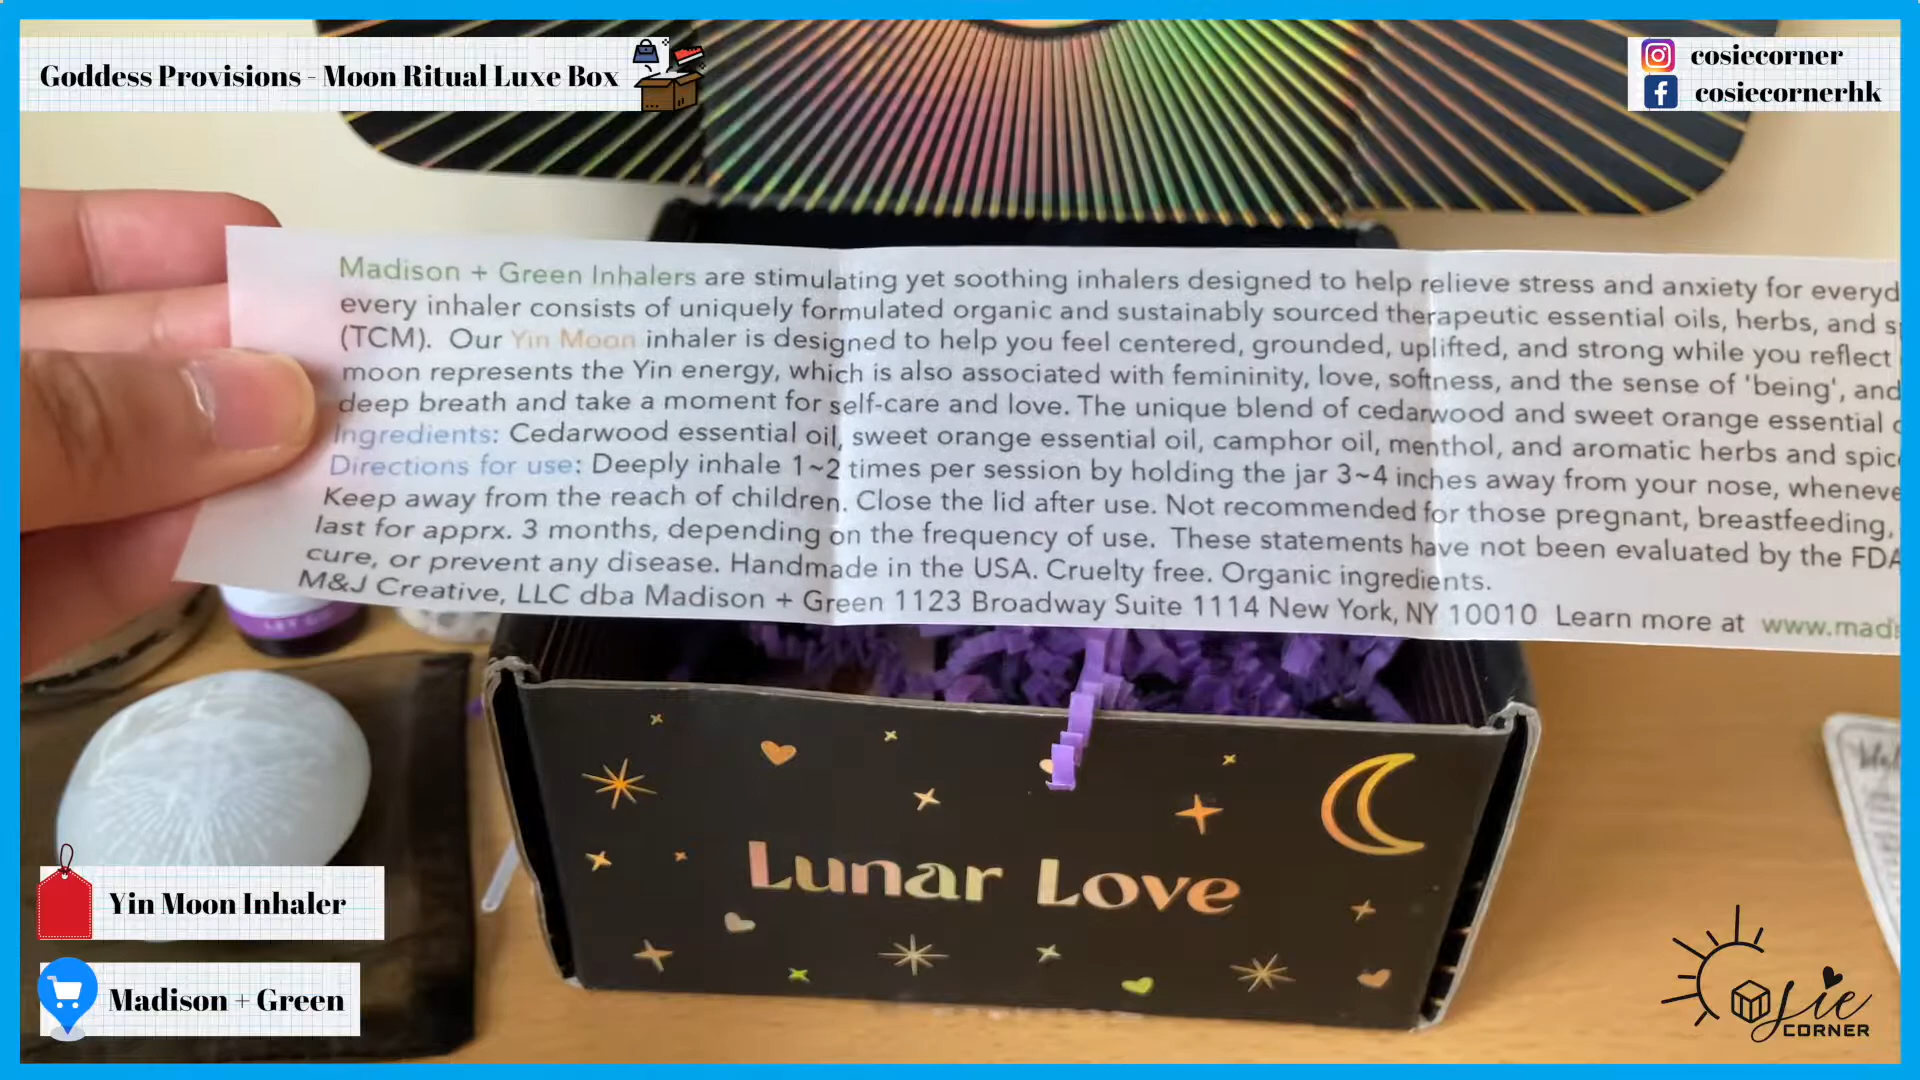 Goddess Provisions - Moon Ritual Luxe Box
cosiecorner
cosiecornerhk
Madison + Green Inhalers are stimulating yet soothing inhalers designed to help relieve stress and anxiety for
every inhaler consists of uniquely formulated organic and sustainably sourced therapeutic essential oils, herbs, and
(TCM). Our Yin Moon inhaler is designed to help you feel centered, grounded, uplifted, and strong while you reflect
moon represents the Yin energy, which is also associated with femininity, love, softness, and the sense of 'being', and
deep breath and take a moment for self-care and love. The unique blend of cedarwood and sweet orange essential
Ingredients: Cedarwood essential oil, sweet orange essential oil, camphor oil, menthol, and aromatic herbs and
Directions for use: Deeply inhale 1~2 times per session by holding the jar 3~4 inches away from your nose,
Keep away from the reach of children. Close the lid after use. Not recommended for those pregnant, breastfeeding,
last for apprx. 3 months, depending on the frequency of use. These statements have not been evaluated by the FDA
cure, or prevent any disease. Handmade in the USA. Cruelty free. Organic ingredients.
M&J Creative, LLC dba Madison + Green 1123 Broadway Suite 1114 New York, NY 10010 Learn more at
LET GO
Lunar Love
Yin Moon Inhaler
Madison + Green
Cosie
CORNER